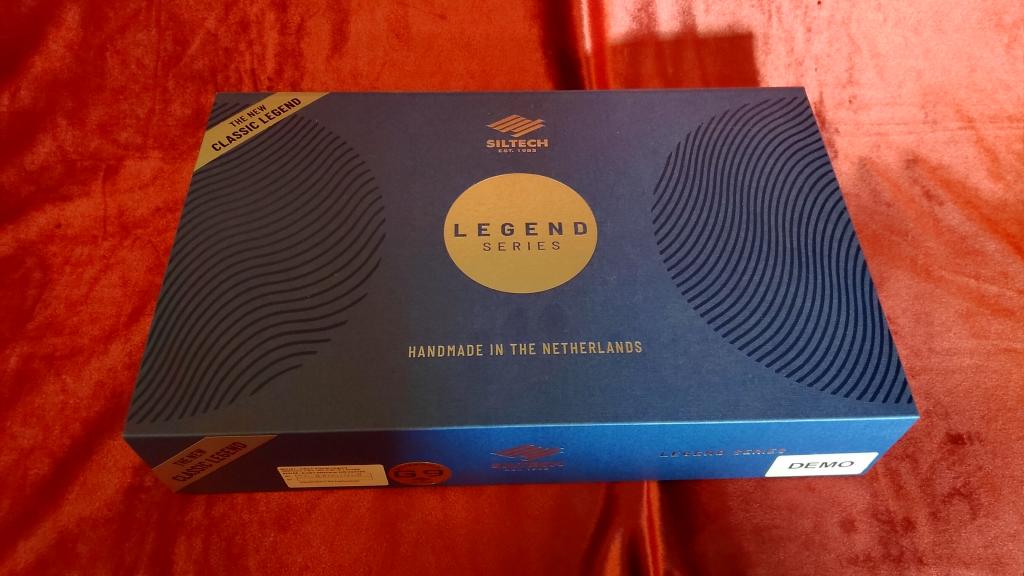 THE NEW
CLASSIC LEGEND
SILTECH
EST. 1983
LEGEND
SERIES
HANDMADE IN THE NETHERLANDS
THE NEW
CLASSIC LEGEND
SILTECH
LEGEND SERIES
DEMO